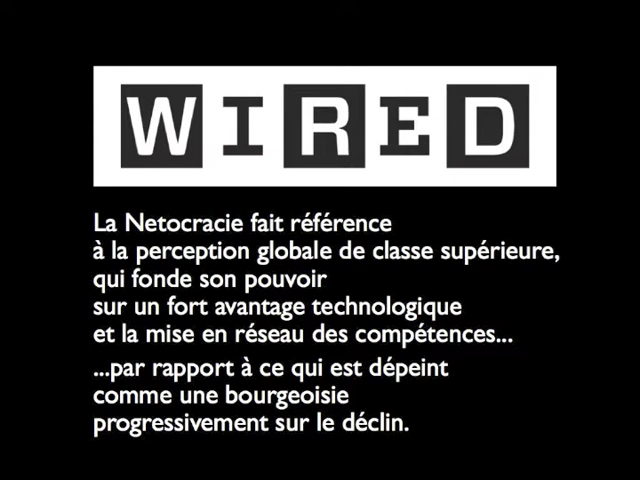 WIRED
La Netocracie fait référence
à la perception globale de classe supérieure,
qui fonde son pouvoir
sur un fort avantage technologique
et la mise en réseau des compétences...
...par rapport à ce qui est dépeint
comme une bourgeoisie
progressivement sur le déclin.